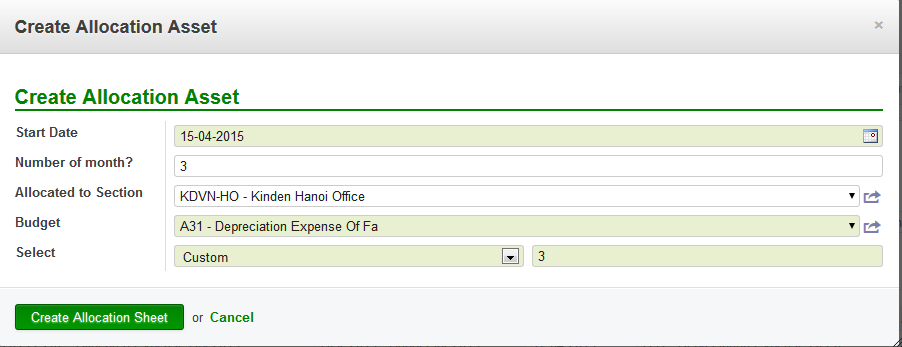 Create Allocation Asset ×
Create Allocation Asset
Start Date 15-04-2015
Number of month? 3
Allocated to Section KDVN-HO - Kinden Hanoi Office
Budget A31 - Depreciation Expense Of Fa
Select Custom 3
Create Allocation Sheet or Cancel